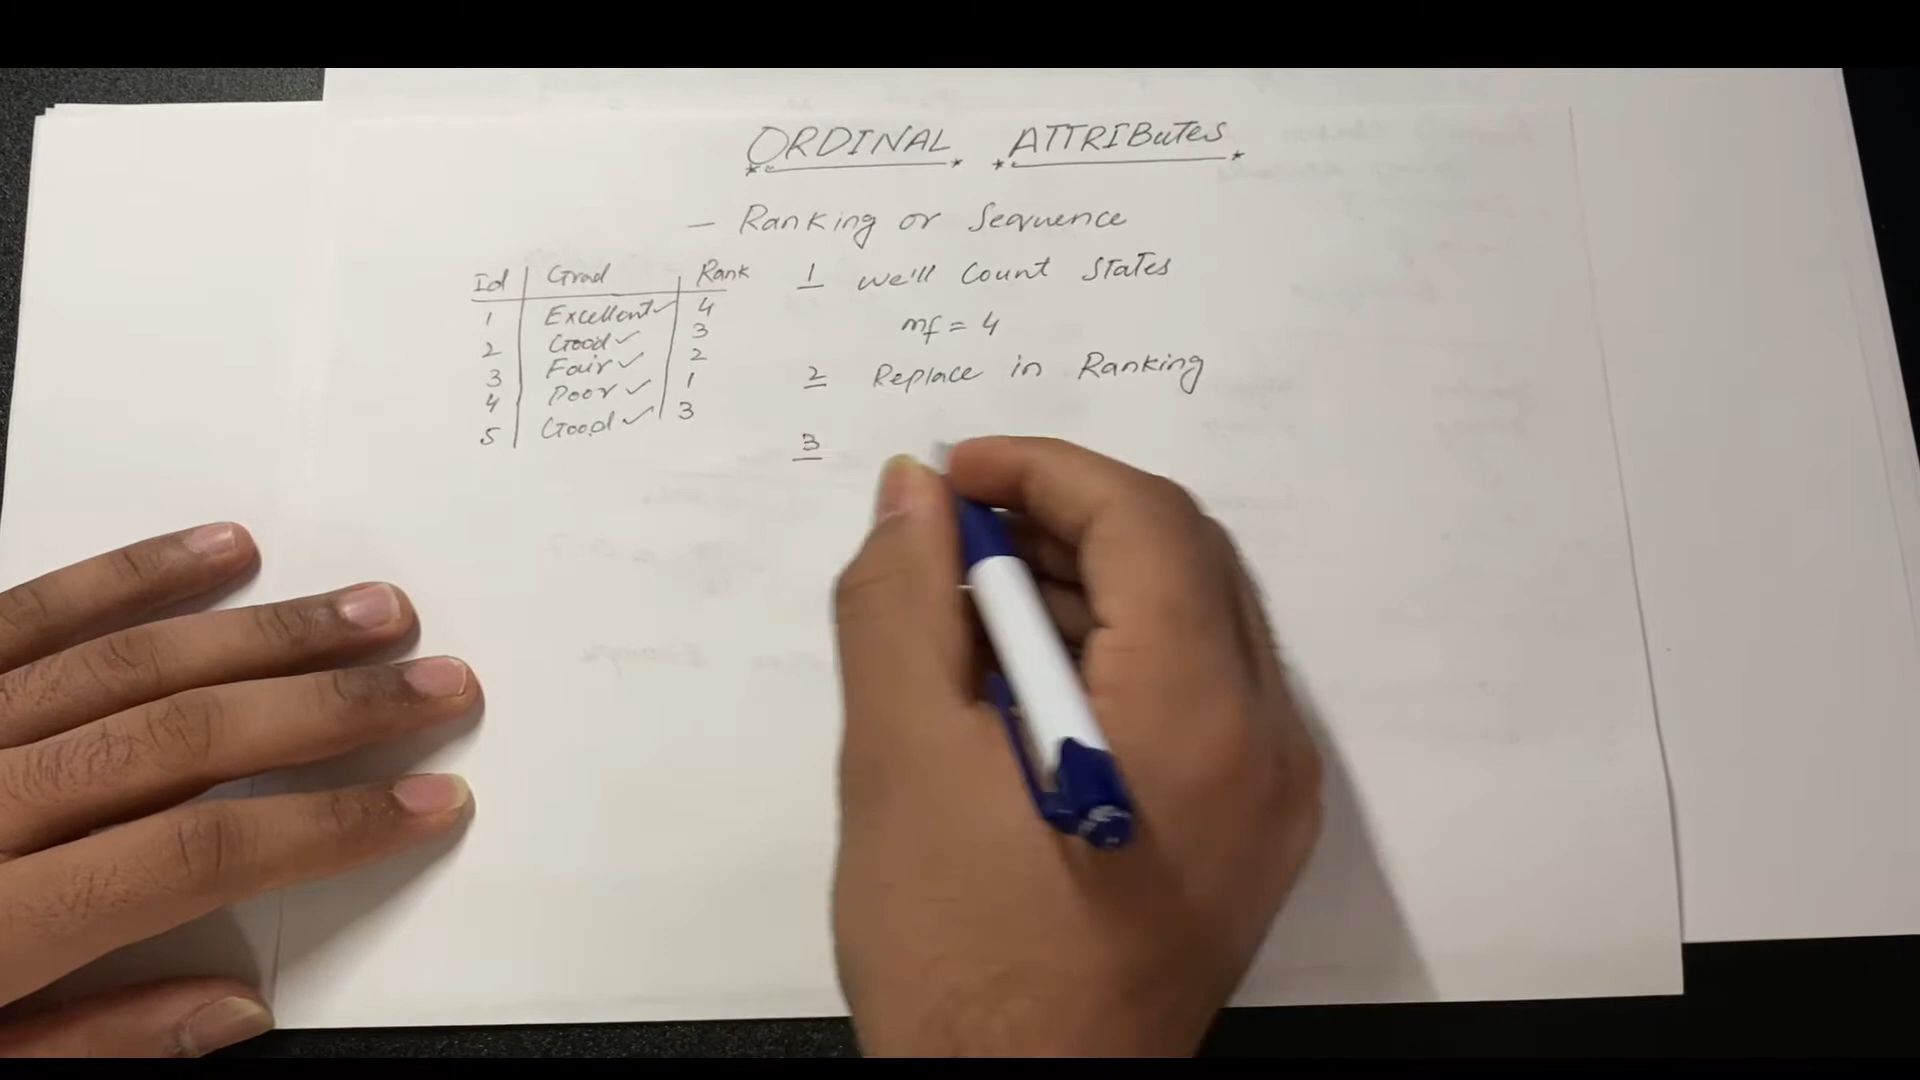 ORDINAL ATTRIButes
- Ranking or Sequence
Id Grad Rank
1 Excellent ✓ 4
2 Good ✓ 3
3 Fair ✓ 2
4 Poor ✓ 1
5 Good ✓ 3
1 we'll Count States
mf = 4
2 Replace in Ranking
3